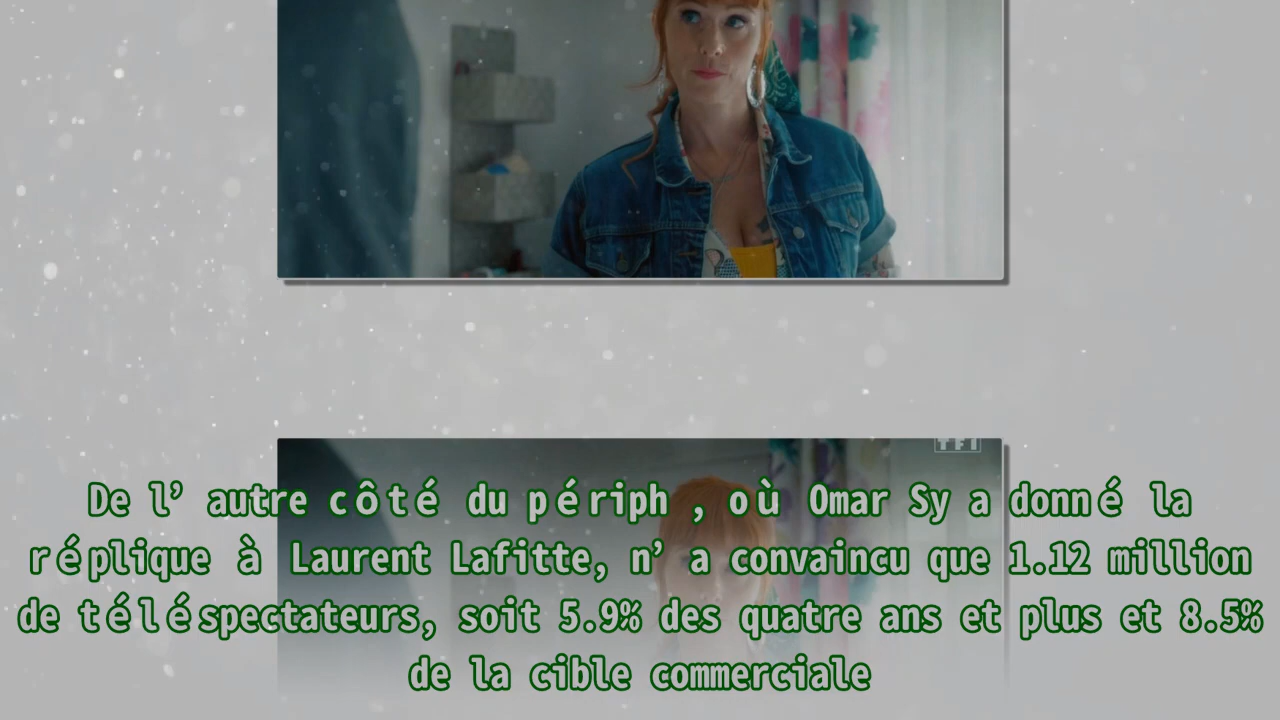 TF1
De l’ autre côté du périph , où Omar Sy a donné la
réplique à Laurent Lafitte, n’ a convaincu que 1.12 million
de téléspectateurs, soit 5.9% des quatre ans et plus et 8.5%
de la cible commerciale